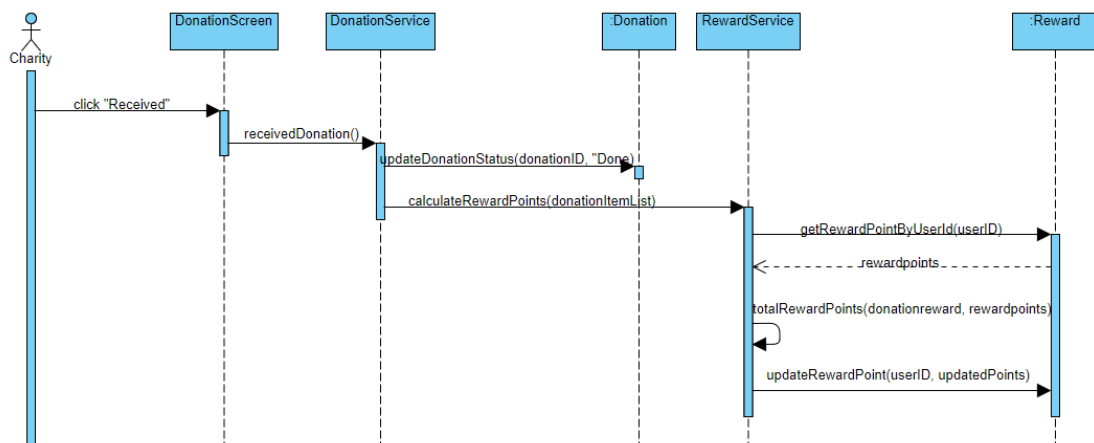 DonationScreen
DonationService
:Donation
RewardService
:Reward
Charity
click "Received"
receivedDonation()
updateDonationStatus(donationID, "Done)
calculateRewardPoints(donationItemList)
getRewardPointByUserId(userID)
rewardpoints
totalRewardPoints(donationreward, rewardpoints)
updateRewardPoint(userID, updatedPoints)